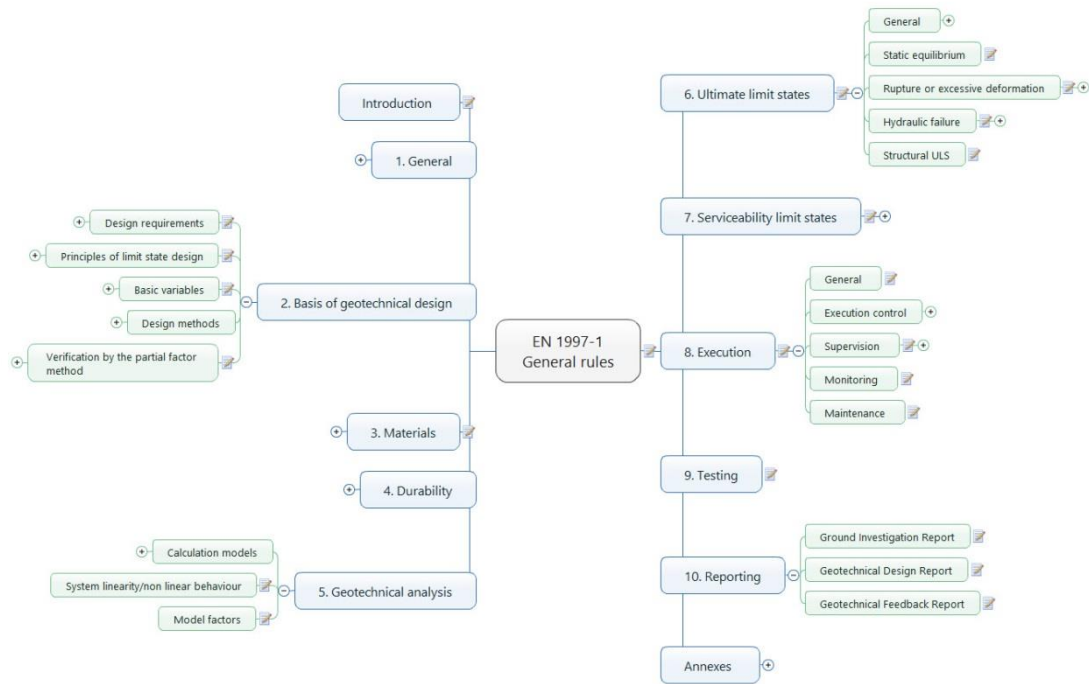 EN 1997-1
General rules
Introduction
1. General
2. Basis of geotechnical design
Design requirements
Principles of limit state design
Basic variables
Design methods
Verification by the partial factor
method
3. Materials
4. Durability
5. Geotechnical analysis
Calculation models
System linearity/non linear behaviour
Model factors
6. Ultimate limit states
General
Static equilibrium
Rupture or excessive deformation
Hydraulic failure
Structural ULS
7. Serviceability limit states
8. Execution
General
Execution control
Supervision
Monitoring
Maintenance
9. Testing
10. Reporting
Ground Investigation Report
Geotechnical Design Report
Geotechnical Feedback Report
Annexes